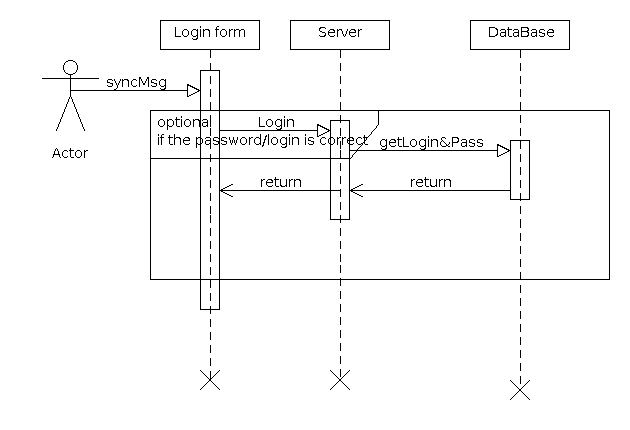 Login form
Server
DataBase
syncMsg
optional
if the password/login is correct
Login
getLogin&Pass
return
return
Actor